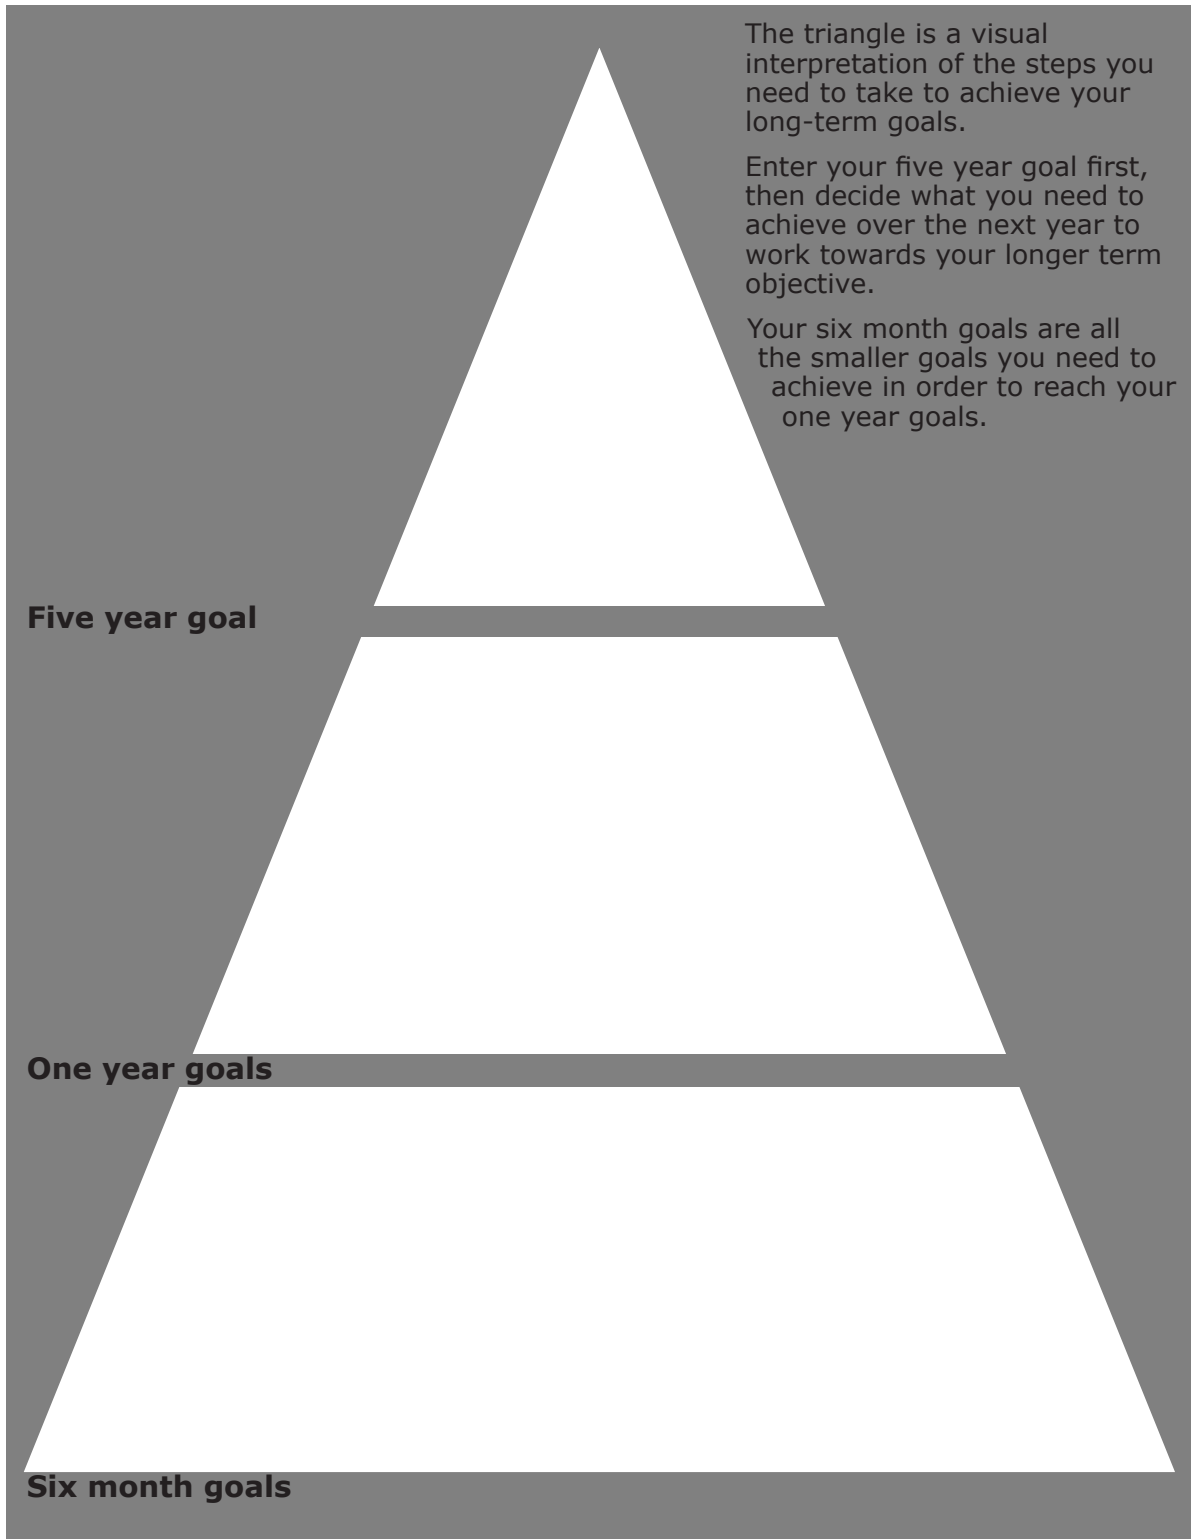 The triangle is a visual
interpretation of the steps you
need to take to achieve your
long-term goals.
Enter your five year goal first,
then decide what you need to
achieve over the next year to
work towards your longer term
objective.
Your six month goals are all
the smaller goals you need to
achieve in order to reach your
one year goals.
Five year goal
One year goals
Six month goals